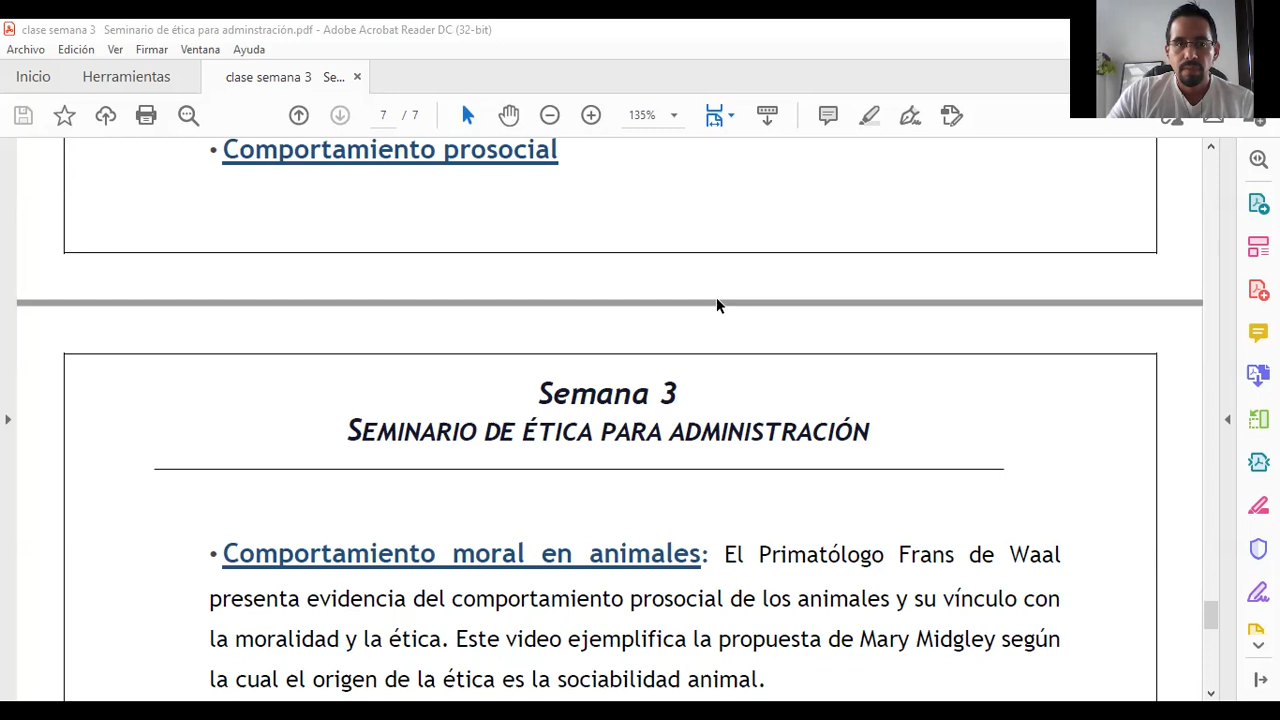 clase semana 3 Seminario de ética para adminstración.pdf - Adobe Acrobat Reader DC (32-bit)
Archivo Edición Ver Firmar Ventana Ayuda
Inicio Herramientas clase semana 3 Se... ×
7 / 7 135%
• Comportamiento prosocial
Semana 3
SEMINARIO DE ÉTICA PARA ADMINISTRACIÓN
• Comportamiento moral en animales: El Primatólogo Frans de Waal
presenta evidencia del comportamiento prosocial de los animales y su vínculo con
la moralidad y la ética. Este video ejemplifica la propuesta de Mary Midgley según
la cual el origen de la ética es la sociabilidad animal.